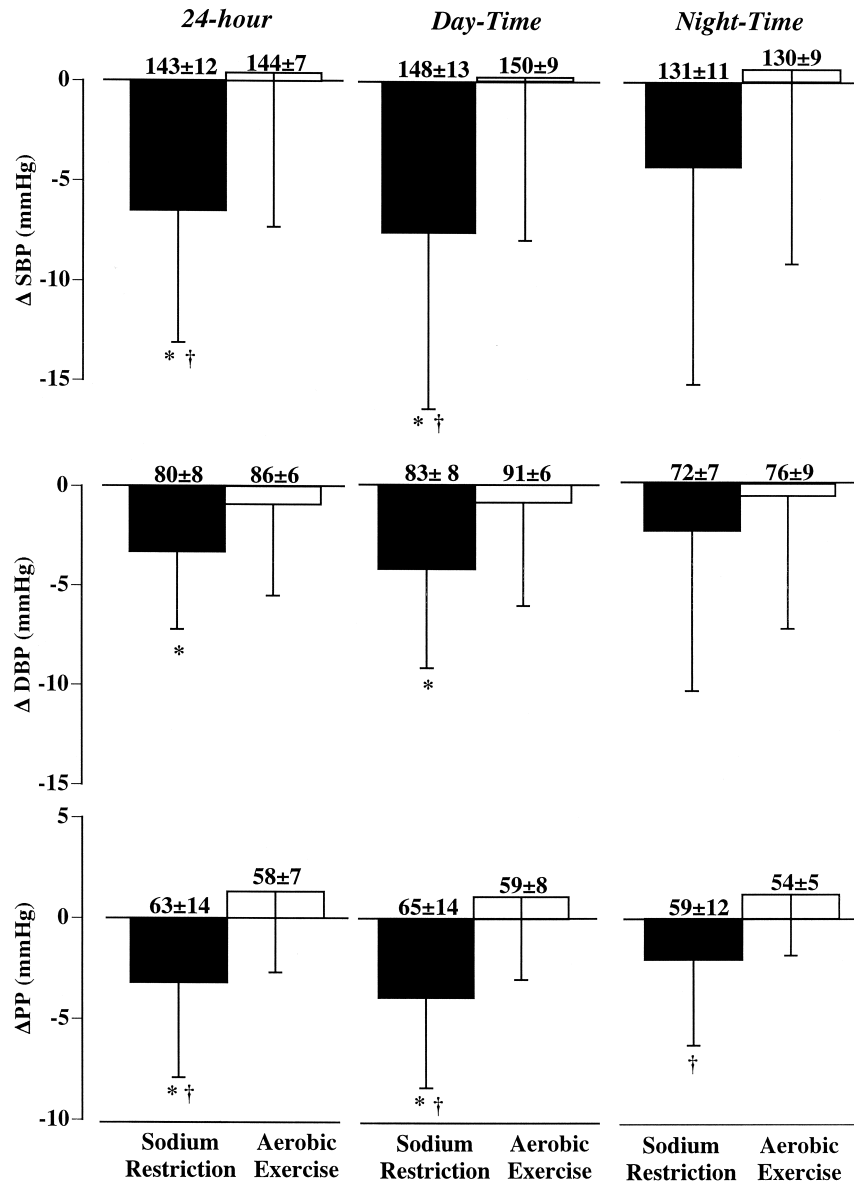 24-hour Day-Time Night-Time
143±12 144±7 148±13 150±9 131±11 130±9
0
-5
-10
-15
Δ SBP (mmHg)
* †
* †
80±8 86±6 83± 8 91±6 72±7 76±9
0
-5
-10
-15
Δ DBP (mmHg)
*
*
5
58±7 59±8 54±5
63±14 65±14 59±12
0
-5
-10
ΔPP (mmHg)
†
* †
* †
Sodium Aerobic Sodium Aerobic Sodium Aerobic
Restriction Exercise Restriction Exercise Restriction Exercise